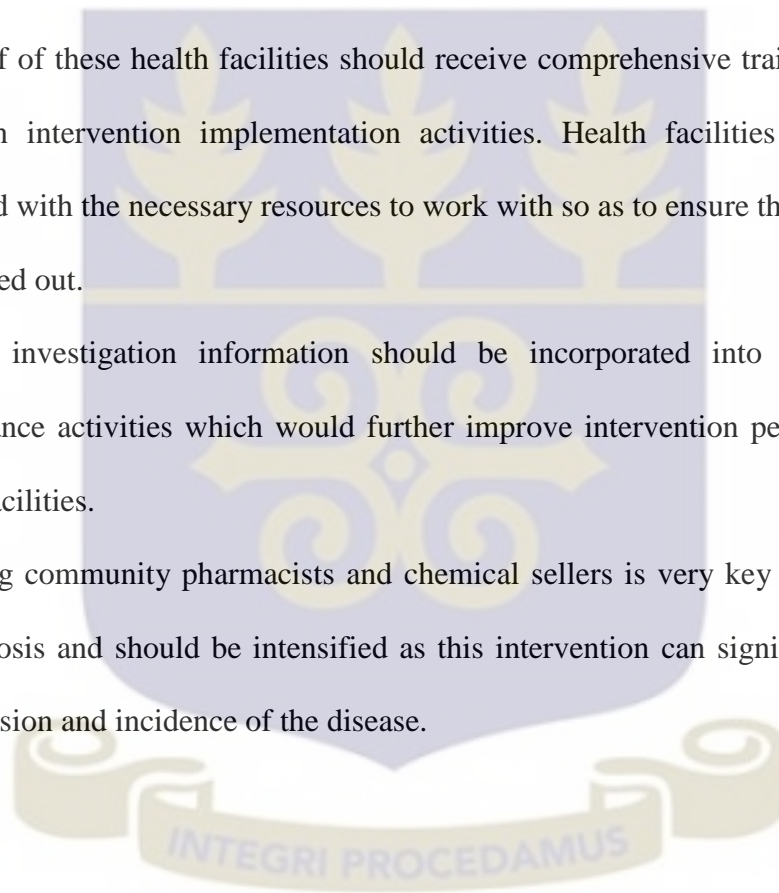 f of these health facilities should receive comprehensive trai
n intervention implementation activities. Health facilities
d with the necessary resources to work with so as to ensure th
ed out.
investigation information should be incorporated into
ance activities which would further improve intervention pe
acilities.
g community pharmacists and chemical sellers is very key
osis and should be intensified as this intervention can signi
sion and incidence of the disease.
INTEGRI PROCEDAMUS